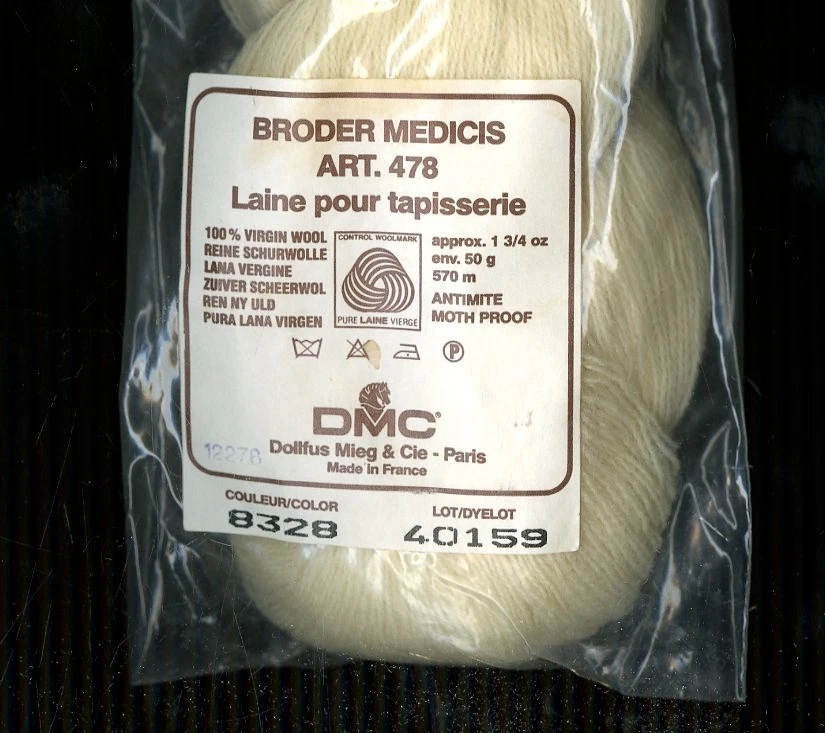 BRODER MEDICIS
ART. 478
Laine pour tapisserie
100% VIRGIN WOOL
REINE SCHURWOLLE
LANA VERGINE
ZUIVER SCHEERWOL
REN NY ULD
PURA LANA VIRGEN
CONTROL WOOLMARK
PURE LAINE VIERGE
approx. 1 3/4 oz
env. 50 g
570 m
ANTIMITE
MOTH PROOF
P
DMC®
12276 Dollfus Mieg & Cie - Paris
Made in France
COULEUR/COLOR
8328
LOT/DYELOT
40159